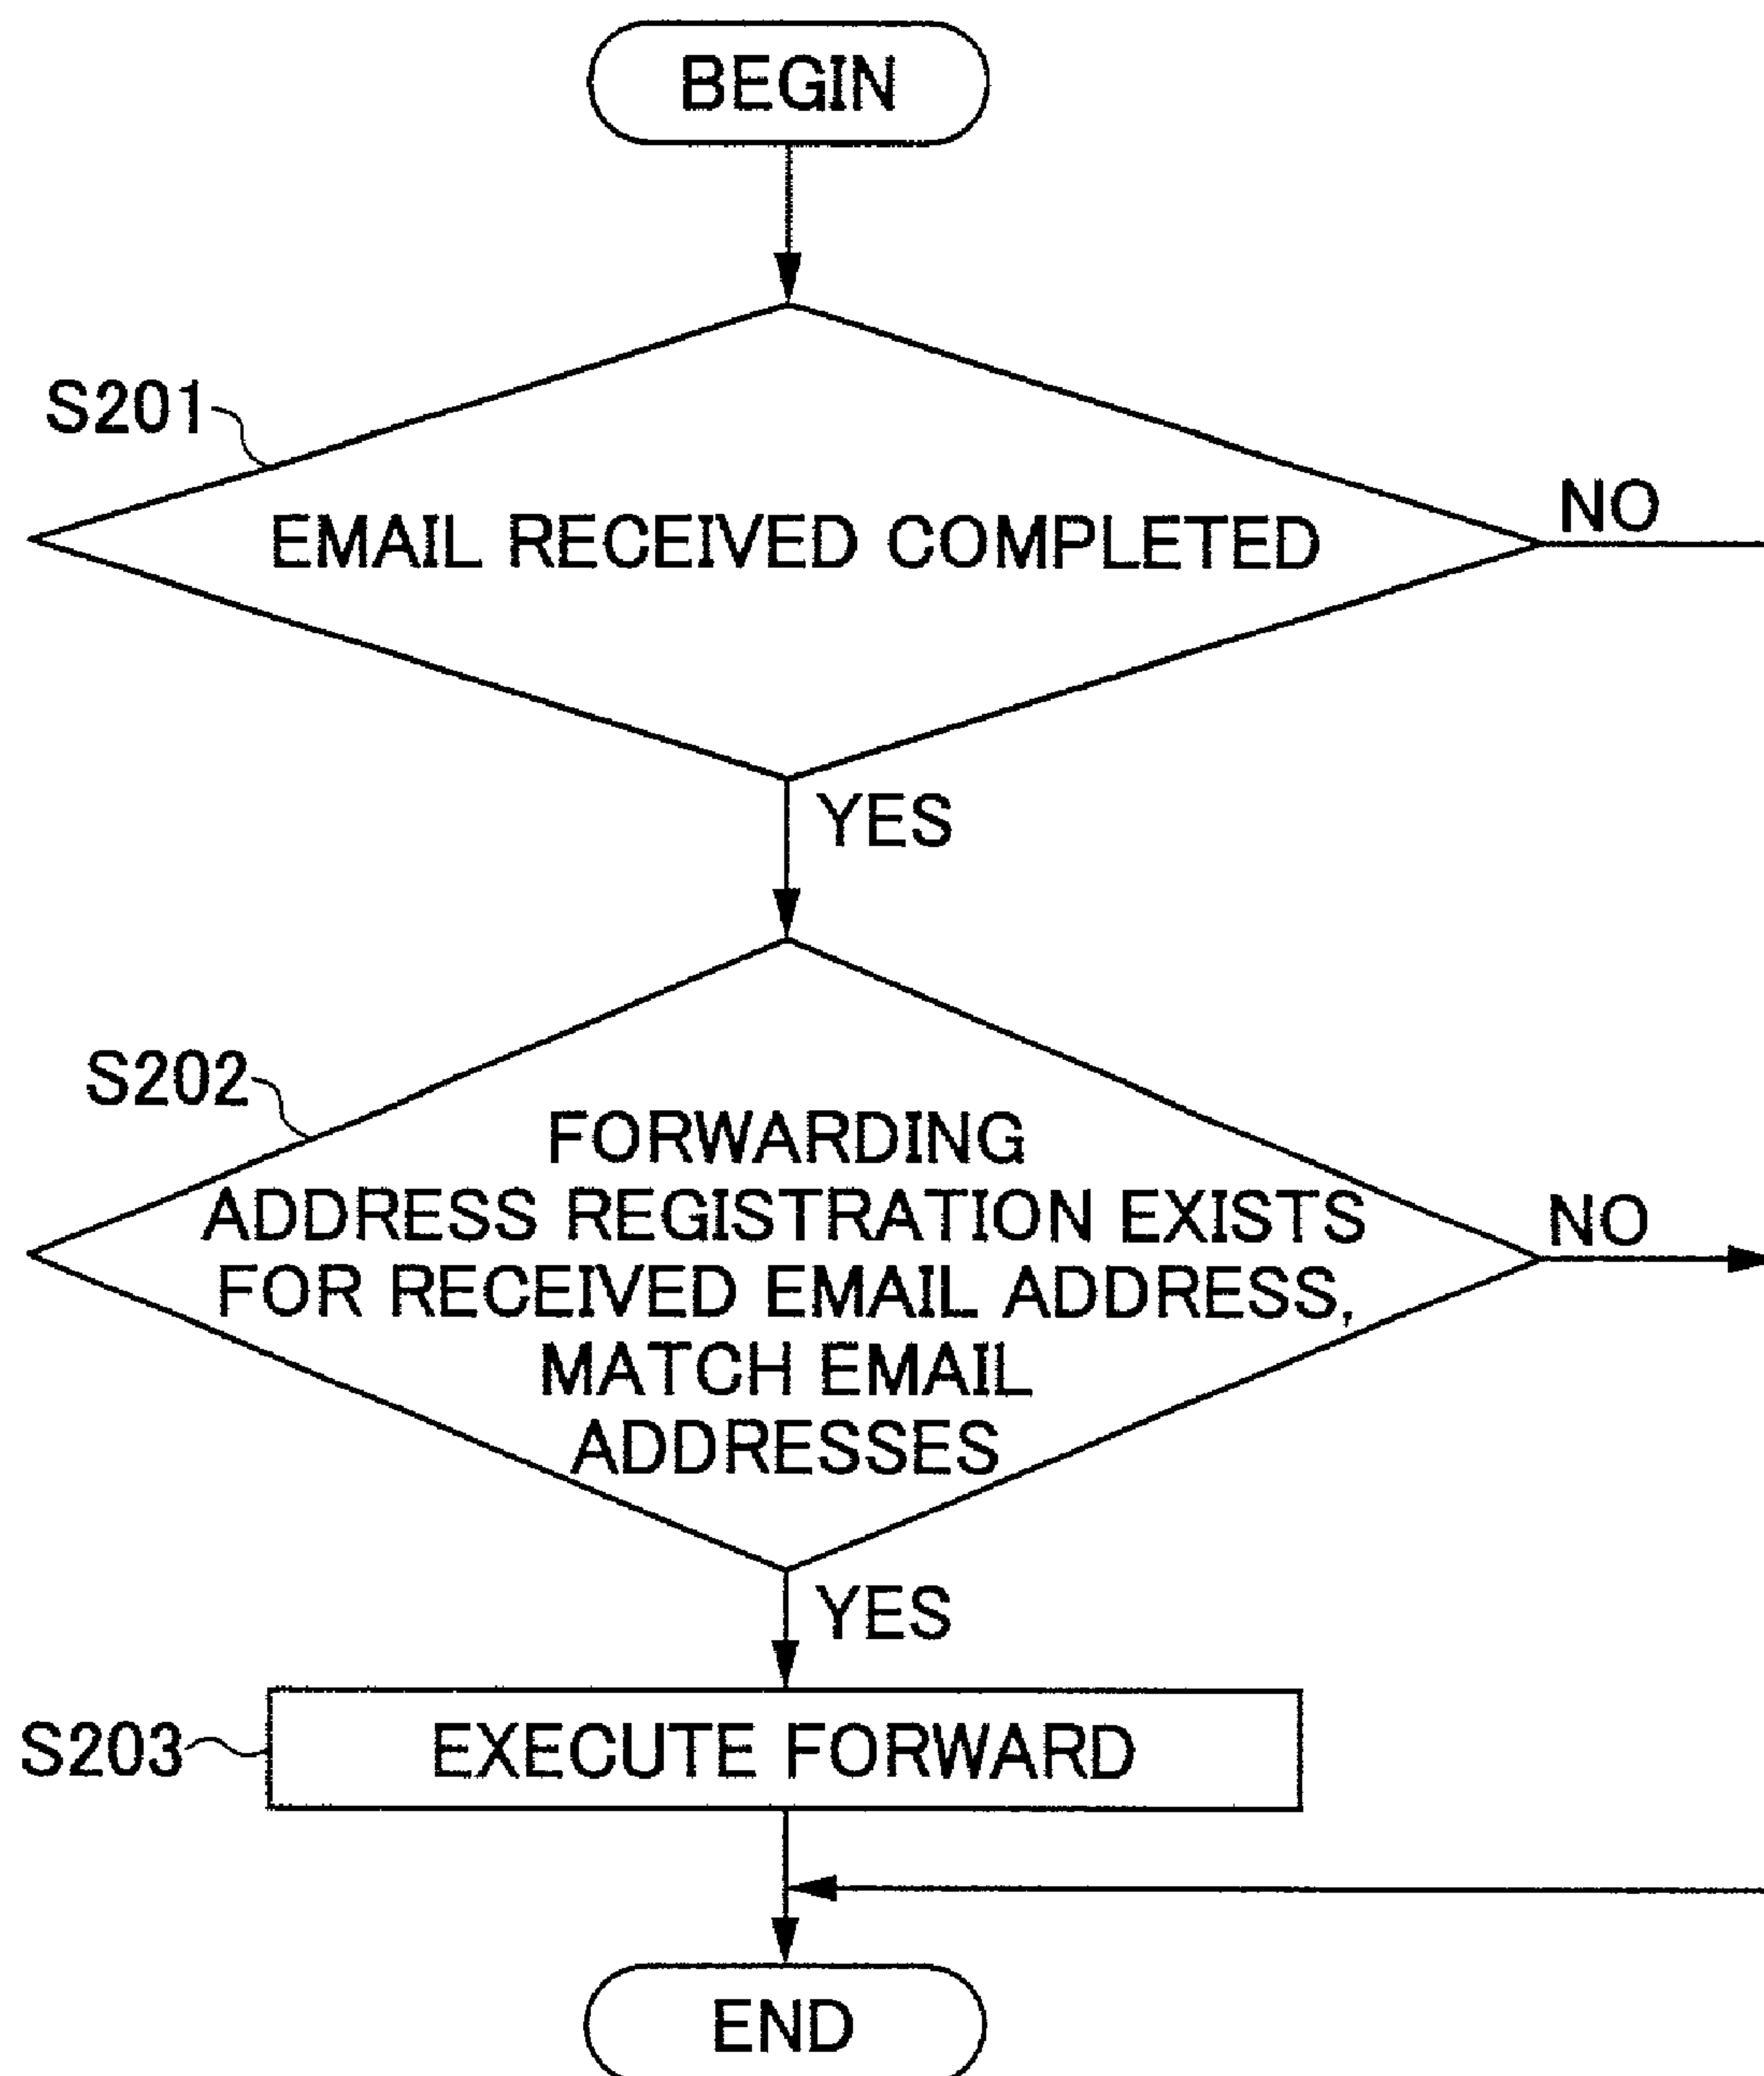 BEGIN
S201
EMAIL RECEIVED COMPLETED
NO
YES
S202
FORWARDING
ADDRESS REGISTRATION EXISTS
FOR RECEIVED EMAIL ADDRESS,
MATCH EMAIL
ADDRESSES
NO
YES
S203
EXECUTE FORWARD
END